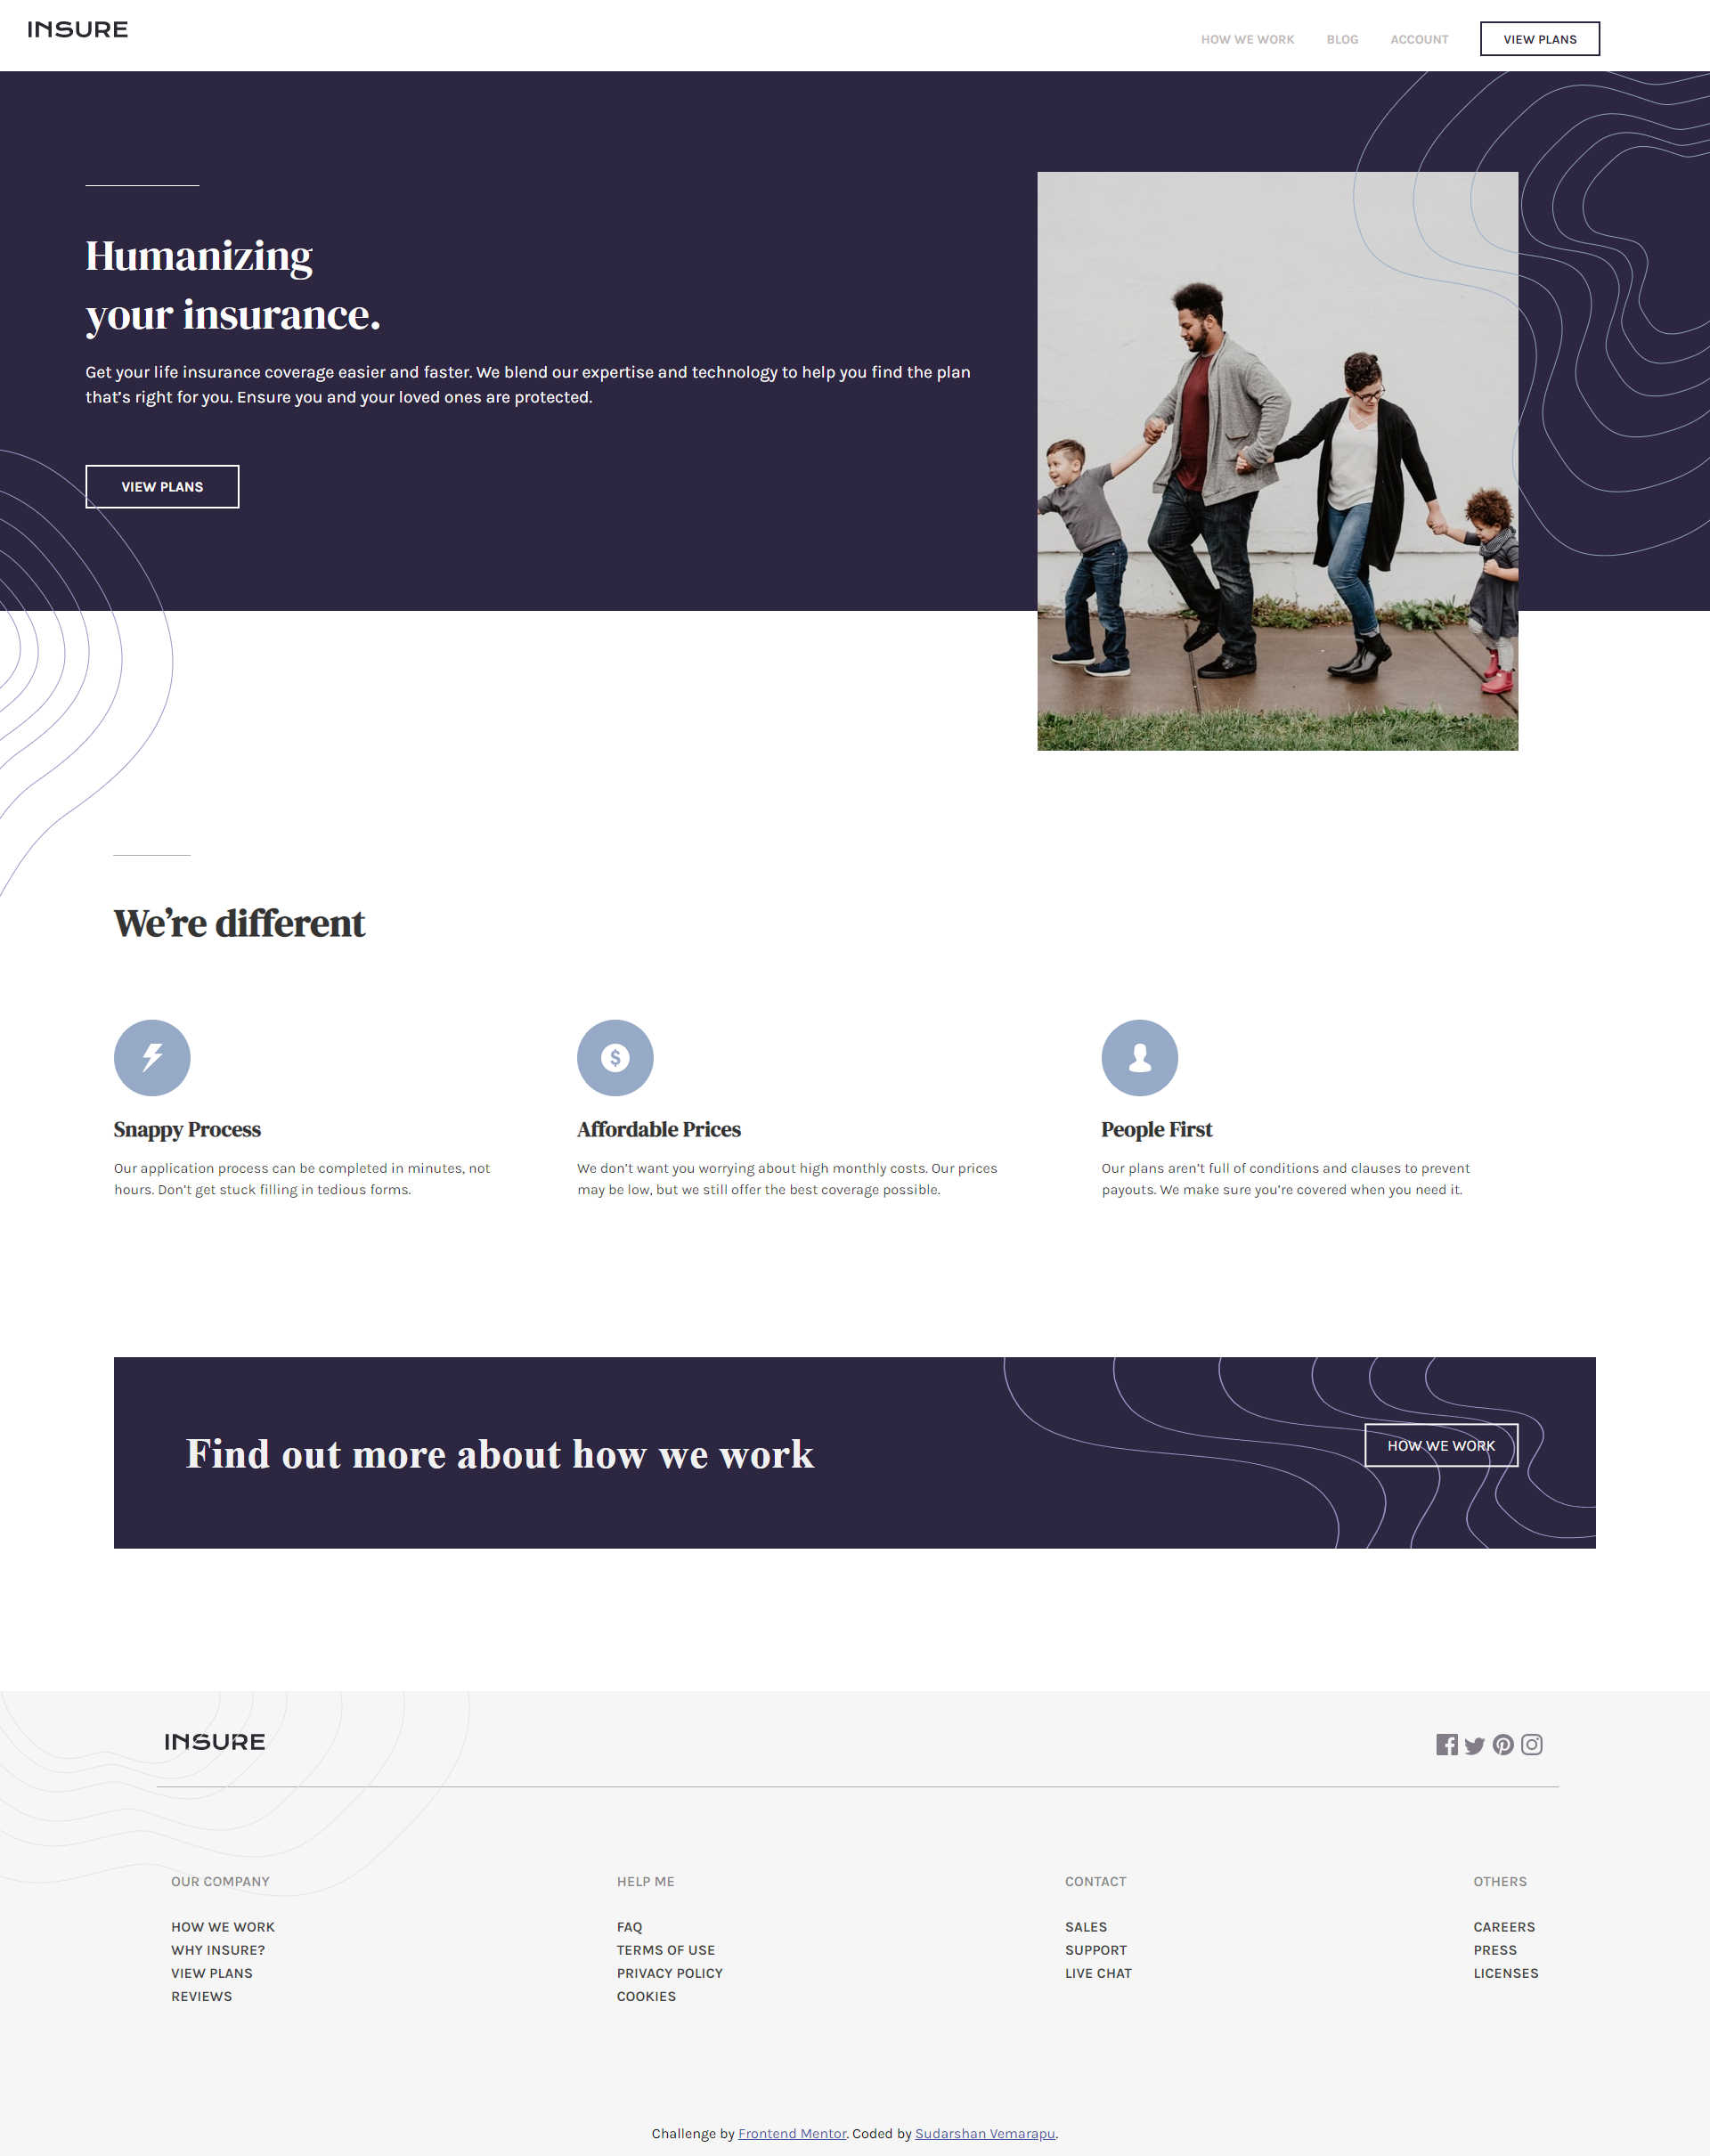 INSURE
HOW WE WORK
BLOG
ACCOUNT
VIEW PLANS
Humanizing
your insurance.
Get your life insurance coverage easier and faster. We blend our expertise and technology to help you find the plan
that’s right for you. Ensure you and your loved ones are protected.
VIEW PLANS
We’re different
Snappy Process
Our application process can be completed in minutes, not
hours. Don’t get stuck filling in tedious forms.
Affordable Prices
We don’t want you worrying about high monthly costs. Our prices
may be low, but we still offer the best coverage possible.
People First
Our plans aren’t full of conditions and clauses to prevent
payouts. We make sure you’re covered when you need it.
Find out more about how we work
HOW WE WORK
INSURE
OUR COMPANY
HOW WE WORK
WHY INSURE?
VIEW PLANS
REVIEWS
HELP ME
FAQ
TERMS OF USE
PRIVACY POLICY
COOKIES
CONTACT
SALES
SUPPORT
LIVE CHAT
OTHERS
CAREERS
PRESS
LICENSES
Challenge by Frontend Mentor. Coded by Sudarshan Vemarapu.